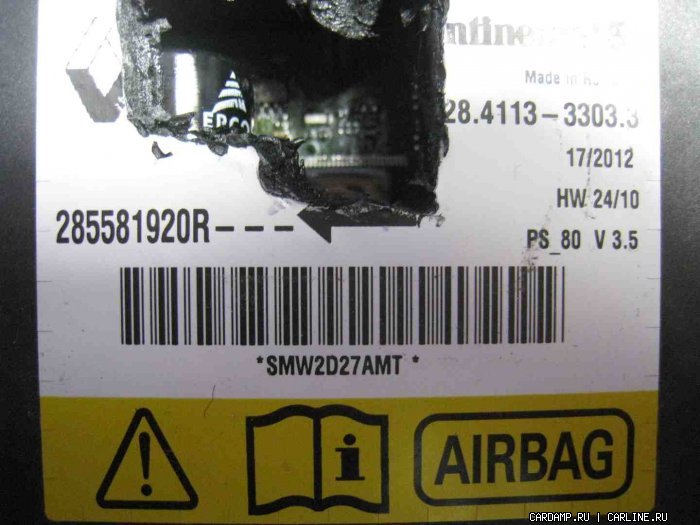 Made in
28.4113-3303.3
17/2012
HW 24/10
285581920R---
PS_80 V 3.5
*SMW2D27AMT *
AIRBAG
CARDAMP.RU | CARLINE.RU